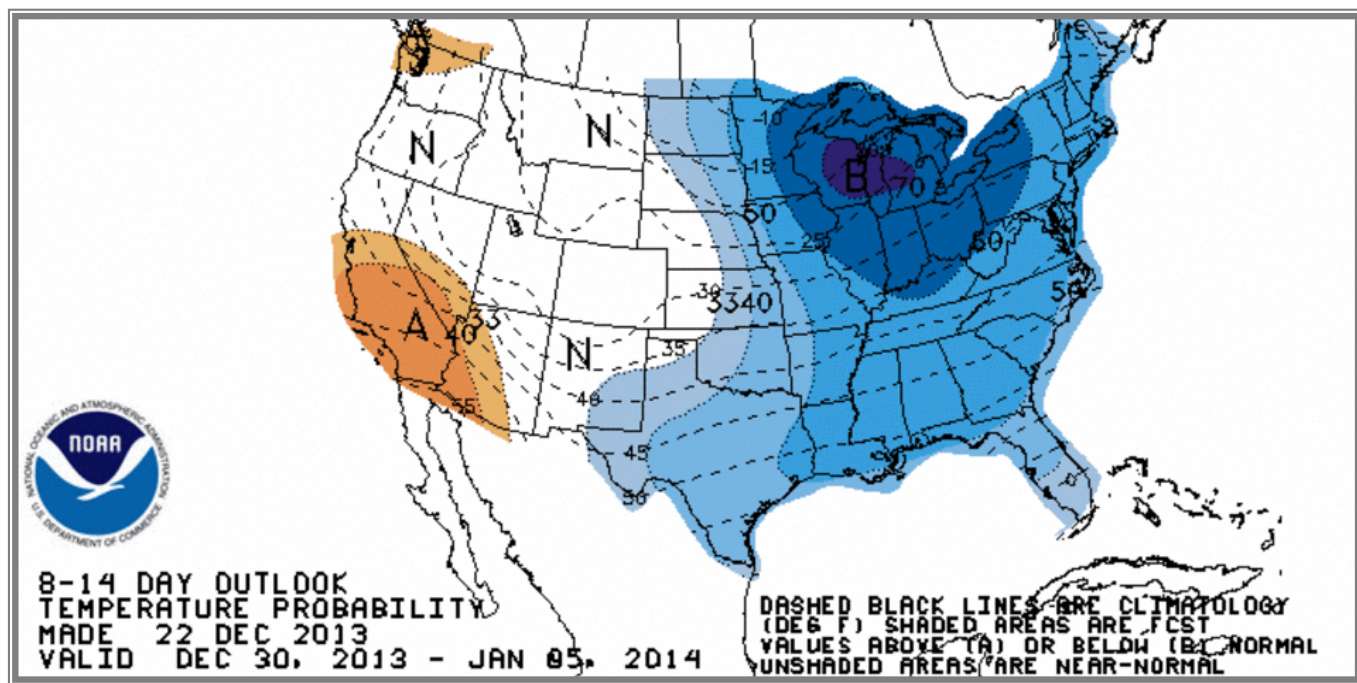 15
N
N
10
15
B
70
50
25
60
30
3340
50
A
40
33
N
35
40
55
45
50
NATIONAL OCEANIC AND ATMOSPHERIC ADMINISTRATION
NOAA
U.S. DEPARTMENT OF COMMERCE
8-14 DAY OUTLOOK
TEMPERATURE PROBABILITY
MADE 22 DEC 2013
VALID DEC 30, 2013 - JAN 05, 2014
DASHED BLACK LINES ARE CLIMATOLOGY
(DEG F) SHADED AREAS ARE FCST
VALUES ABOVE (A) OR BELOW (B) NORMAL
UNSHADED AREAS ARE NEAR-NORMAL